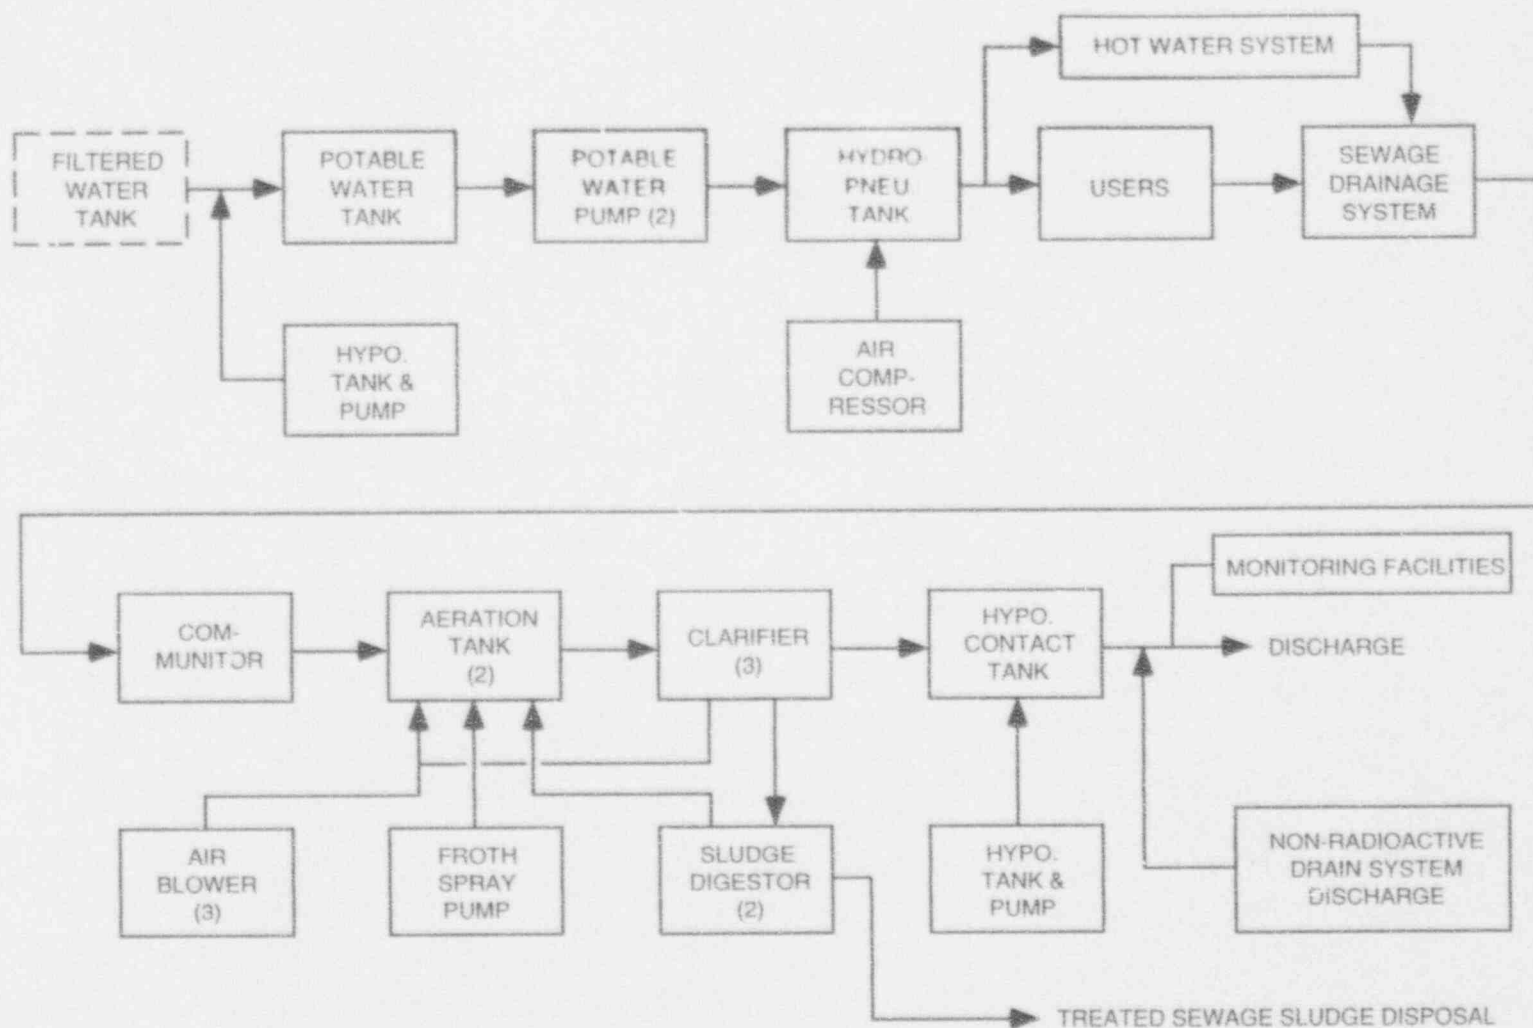 HOT WATER SYSTEM
FILTERED
WATER
TANK
POTABLE
WATER
TANK
POTABLE
WATER
PUMP (2)
HYDRO-
PNEU.
TANK
USERS
SEWAGE
DRAINAGE
SYSTEM
HYPO.
TANK &
PUMP
AIR
COMP-
RESSOR
MONITORING FACILITIES
COM-
MUNITOR
AERATION
TANK
(2)
CLARIFIER
(3)
HYPO.
CONTACT
TANK
DISCHARGE
AIR
BLOWER
(3)
FROTH
SPRAY
PUMP
SLUDGE
DIGESTOR
(2)
HYPO.
TANK &
PUMP
NON-RADIOACTIVE
DRAIN SYSTEM
DISCHARGE
TREATED SEWAGE SLUDGE DISPOSAL